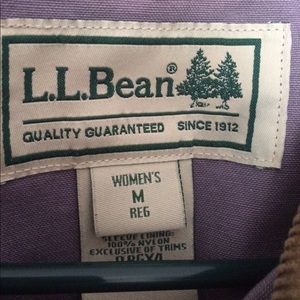 L.L.Bean®
QUALITY GUARANTEED SINCE 1912
WOMEN'S
M
REG
SLEEVE LINING:
100% NYLON
EXCLUSIVE OF TRIMS